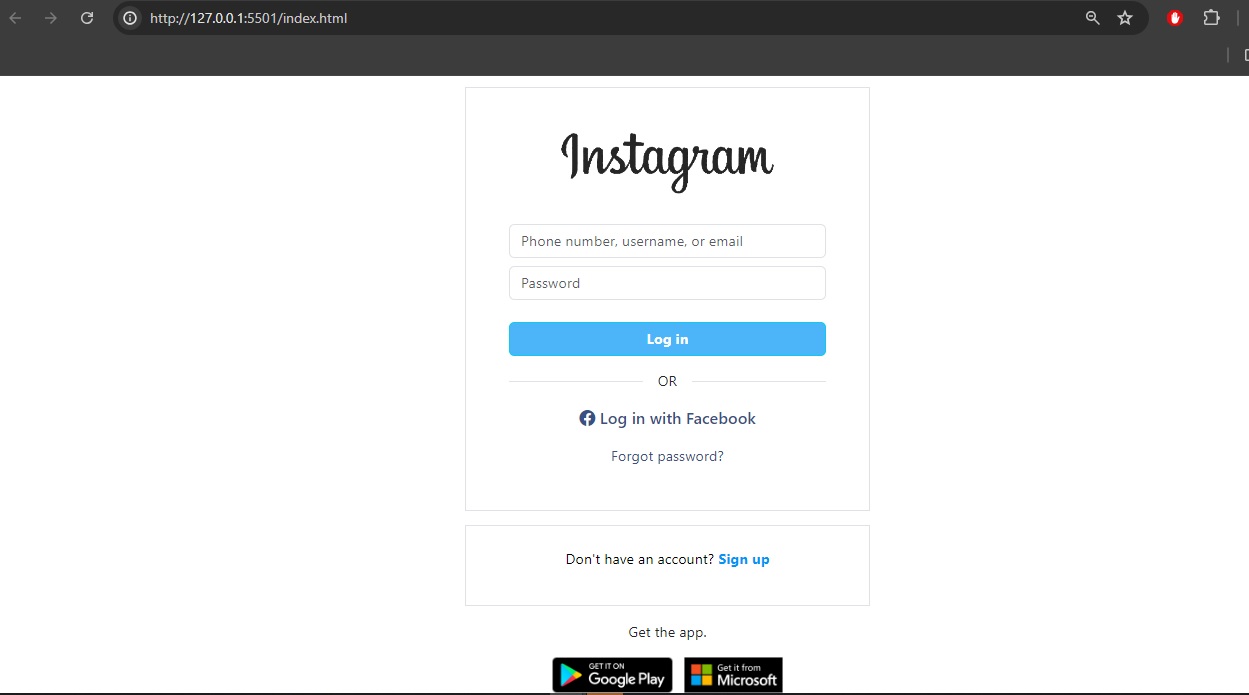 http://127.0.0.1:5501/index.html
Instagram
Phone number, username, or email
Password
Log in
OR
Log in with Facebook
Forgot password?
Don't have an account? Sign up
Get the app.
GET IT ON
Google Play
Get it from
Microsoft